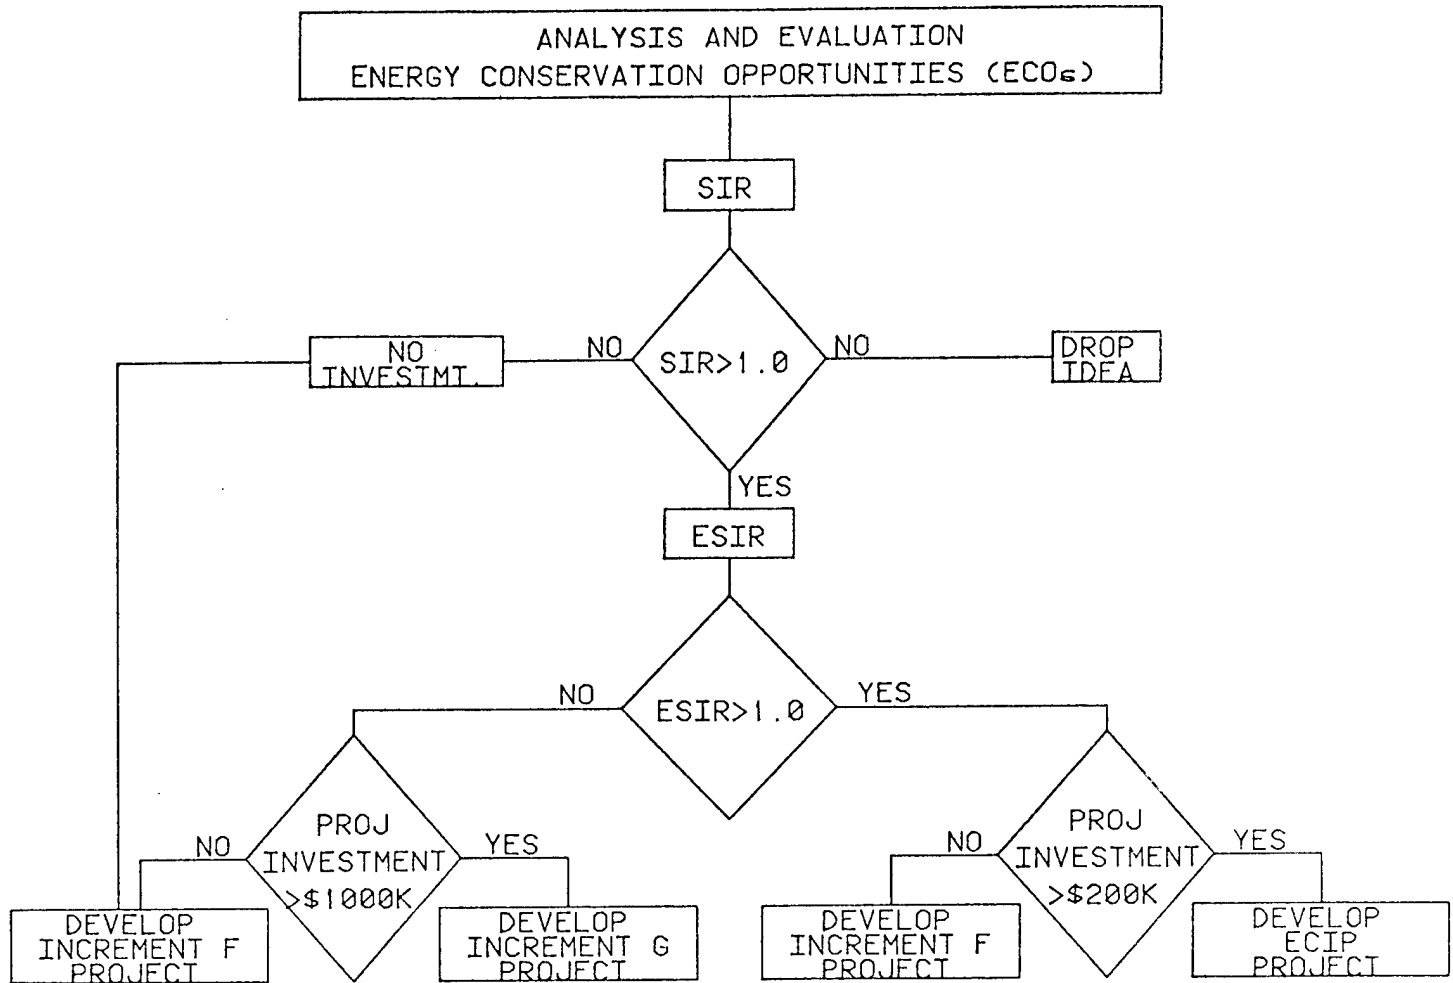 ANALYSIS AND EVALUATION
ENERGY CONSERVATION OPPORTUNITIES (ECOs)
SIR
NO
INVESTMT.
NO
SIR>1.0
NO
DROP
IDEA
YES
ESIR
NO
ESIR>1.0
YES
NO
PROJ
INVESTMENT
>$1000K
YES
NO
PROJ
INVESTMENT
>$200K
YES
DEVELOP
INCREMENT F
PROJECT
DEVELOP
INCREMENT G
PROJECT
DEVELOP
INCREMENT F
PROJECT
DEVELOP
ECIP
PROJECT